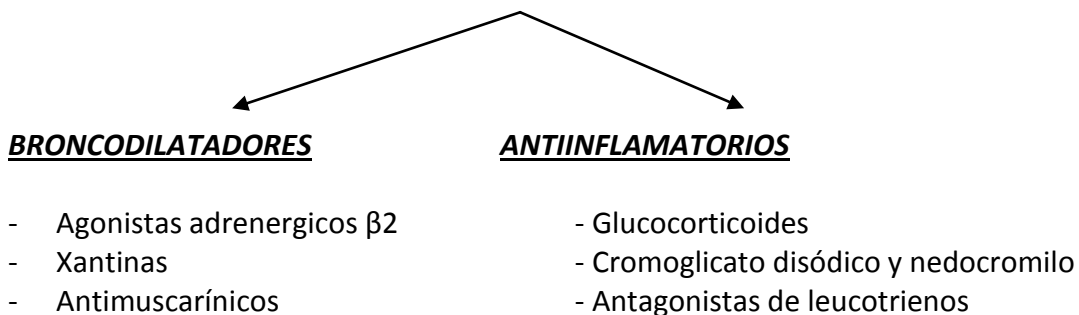 BRONCODILATADORES
ANTIINFLAMATORIOS
- Agonistas adrenergicos β2
- Xantinas
- Antimuscarínicos
- Glucocorticoides
- Cromoglicato disódico y nedocromilo
- Antagonistas de leucotrienos